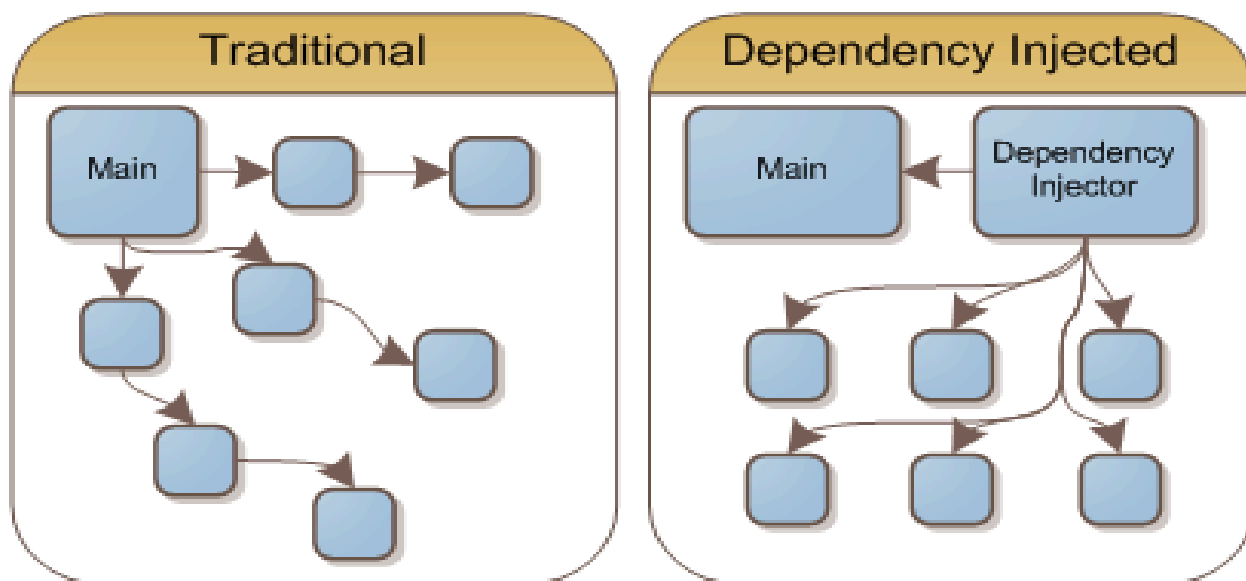 Traditional
Main
Dependency Injected
Main
Dependency
Injector